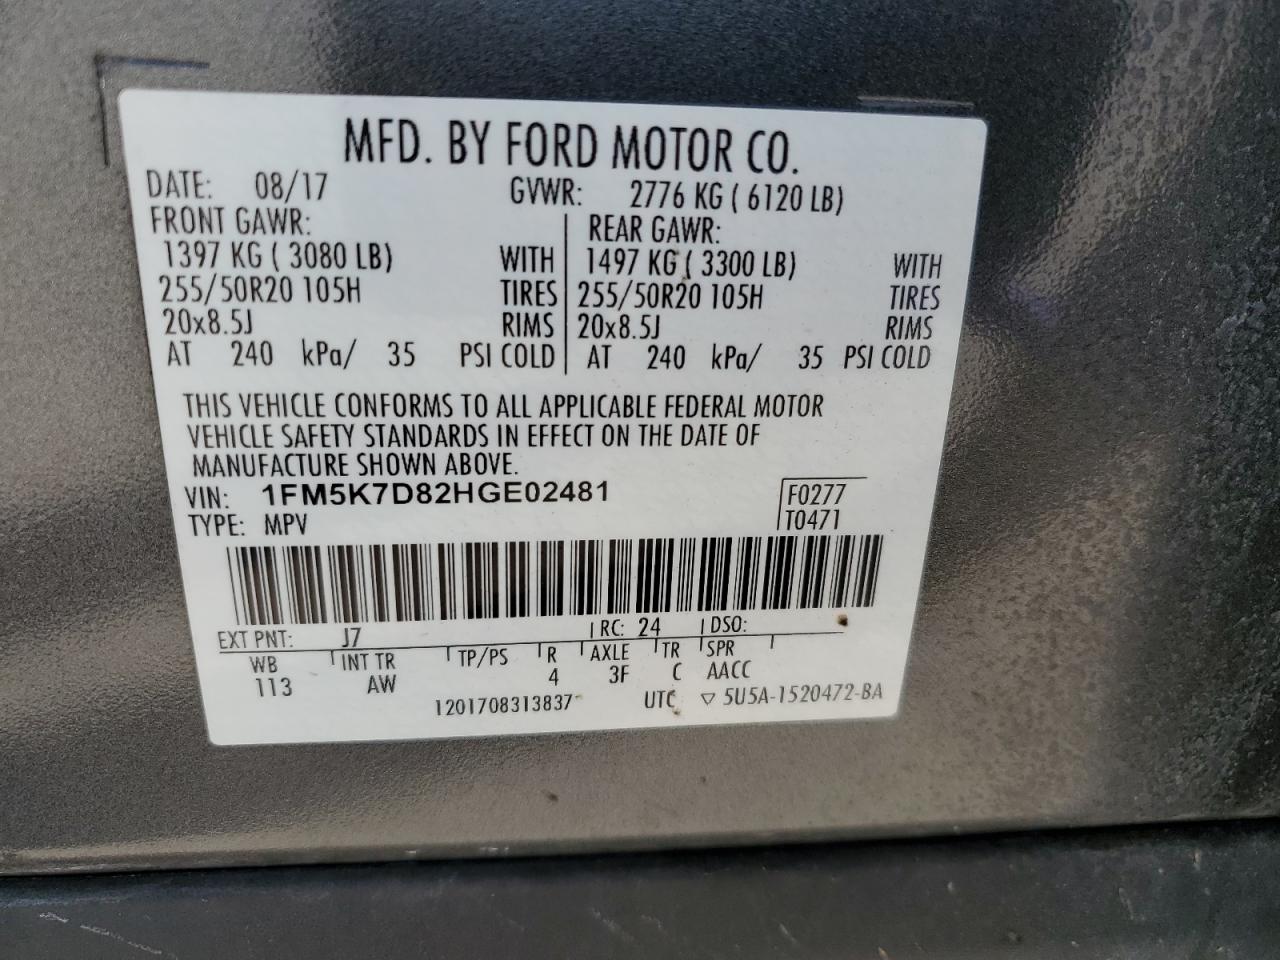 MFD. BY FORD MOTOR CO.
DATE: 08/17 GVWR: 2776 KG ( 6120 LB)
FRONT GAWR: REAR GAWR:
1397 KG ( 3080 LB) WITH 1497 KG ( 3300 LB) WITH
255/50R20 105H TIRES 255/50R20 105H TIRES
20x8.5J RIMS 20x8.5J RIMS
AT 240 kPa/ 35 PSI COLD AT 240 kPa/ 35 PSI COLD
THIS VEHICLE CONFORMS TO ALL APPLICABLE FEDERAL MOTOR
VEHICLE SAFETY STANDARDS IN EFFECT ON THE DATE OF
MANUFACTURE SHOWN ABOVE.
VIN: 1FM5K7D82HGE02481 F0277
TYPE: MPV T0471
EXT PNT: J7 RC: 24 DSO:
WB INT TR TP/PS R AXLE TR SPR
113 AW 4 3F C AACC
1201708313837 UTC ▽ 5U5A-1520472-BA